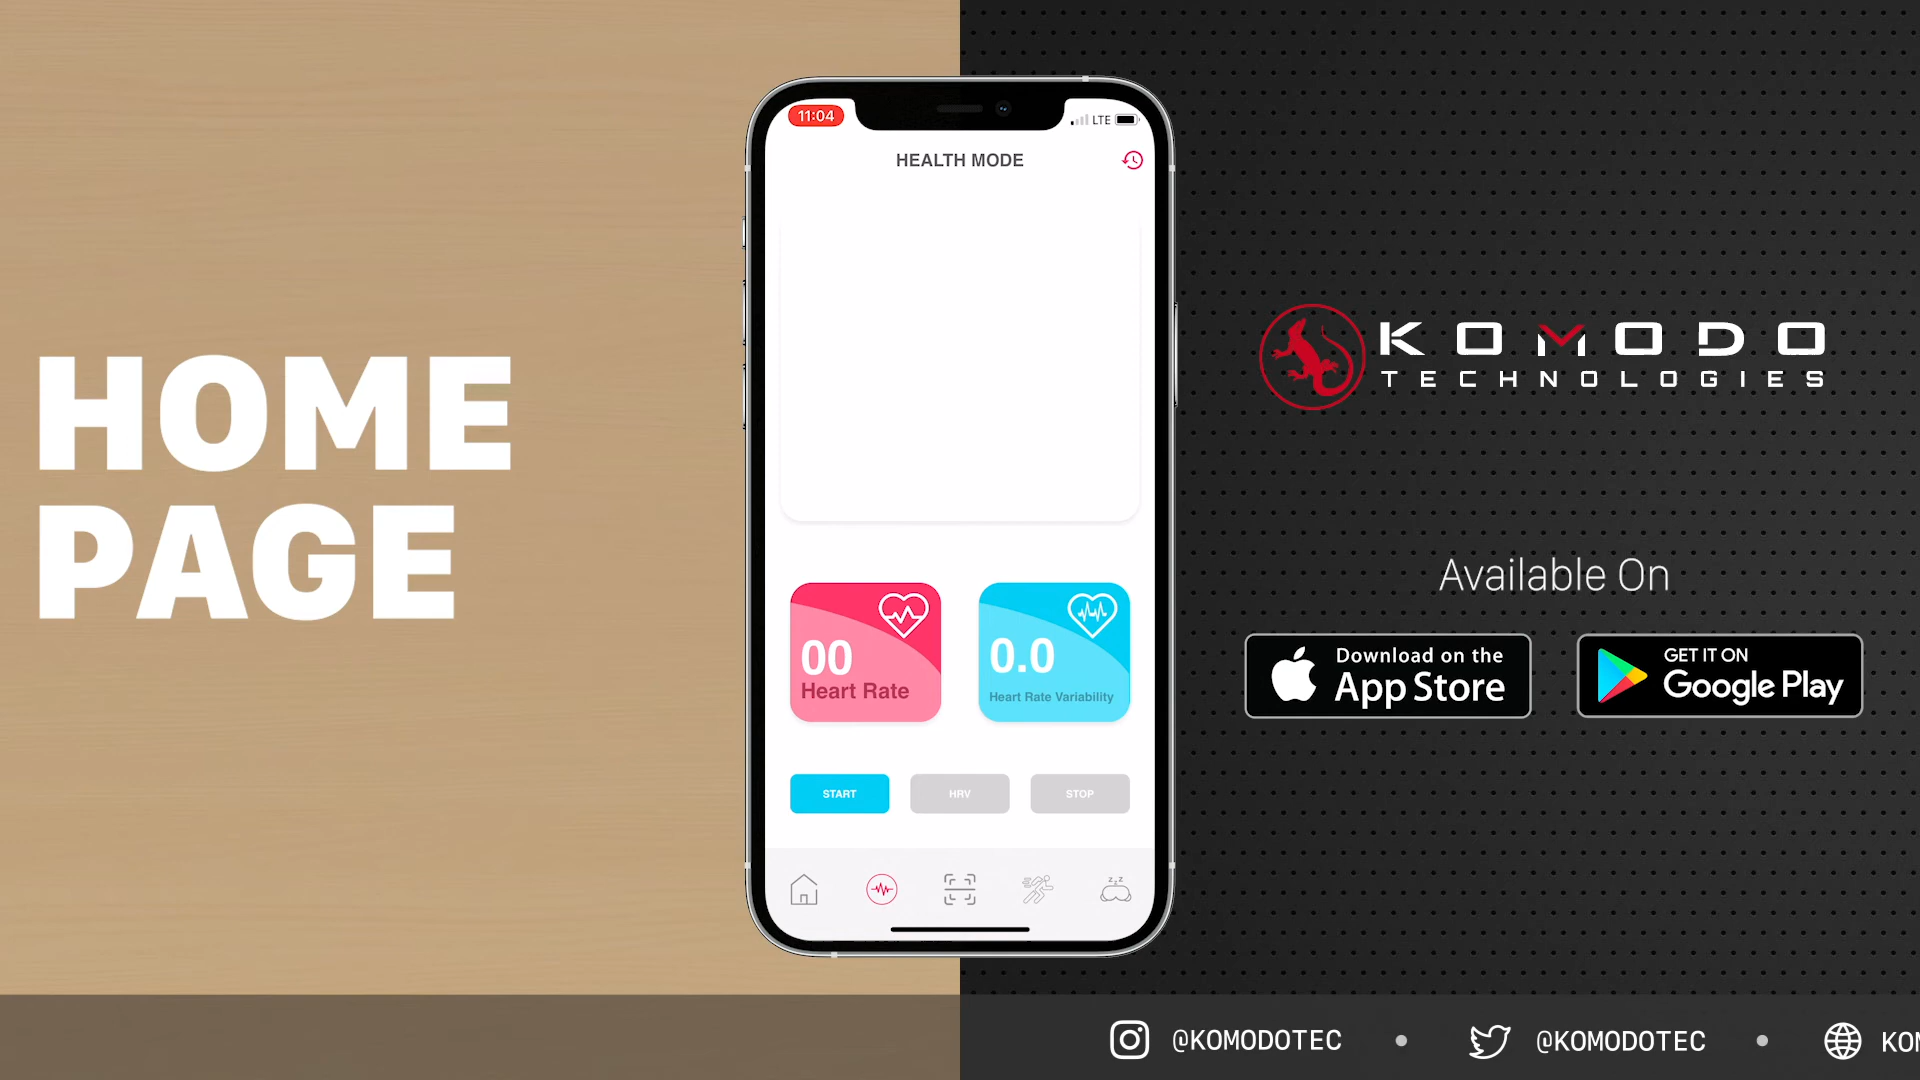 HOME
PAGE
11:04
LTE
HEALTH MODE
00
Heart Rate
0.0
Heart Rate Variability
START
HRV
STOP
KOMODO
TECHNOLOGIES
Available On
Download on the
App Store
GET IT ON
Google Play
@KOMODOTEC • @KOMODOTEC •